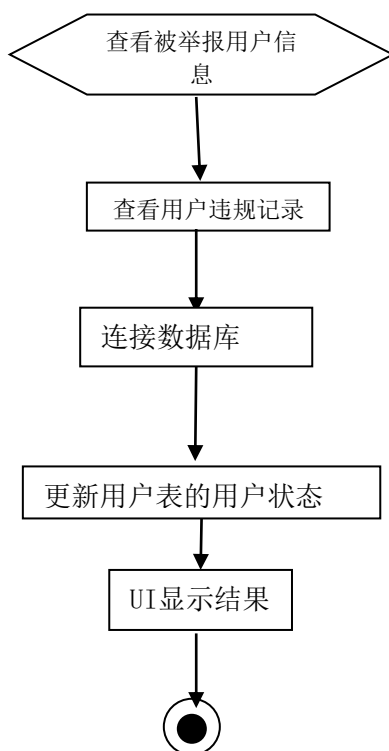 查看被举报用户信
息
查看用户违规记录
连接数据库
更新用户表的用户状态
UI显示结果